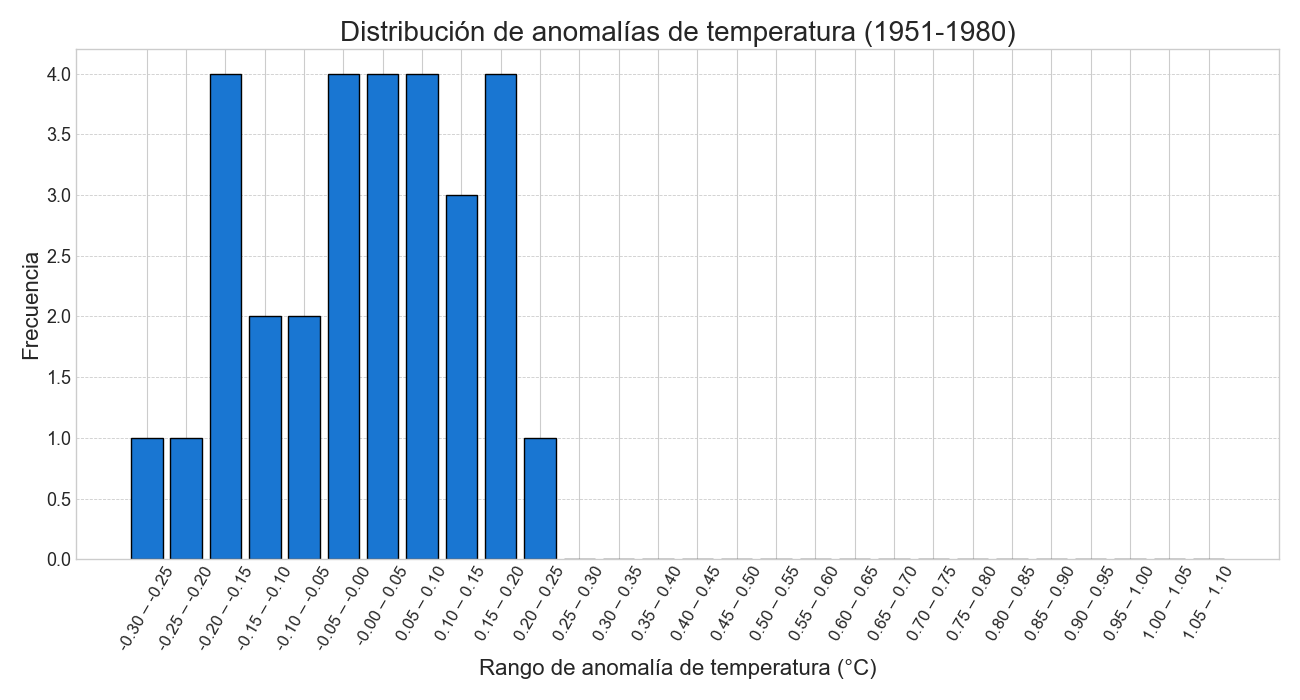 Distribución de anomalías de temperatura (1951-1980)
Frecuencia
4.0
3.5
3.0
2.5
2.0
1.5
1.0
0.5
0.0
-0.30 – -0.25
-0.25 – -0.20
-0.20 – -0.15
-0.15 – -0.10
-0.10 – -0.05
-0.05 – -0.00
-0.00 – 0.05
0.05 – 0.10
0.10 – 0.15
0.15 – 0.20
0.20 – 0.25
0.25 – 0.30
0.30 – 0.35
0.35 – 0.40
0.40 – 0.45
0.45 – 0.50
0.50 – 0.55
0.55 – 0.60
0.60 – 0.65
0.65 – 0.70
0.70 – 0.75
0.75 – 0.80
0.80 – 0.85
0.85 – 0.90
0.90 – 0.95
0.95 – 1.00
1.00 – 1.05
1.05 – 1.10
Rango de anomalía de temperatura (°C)